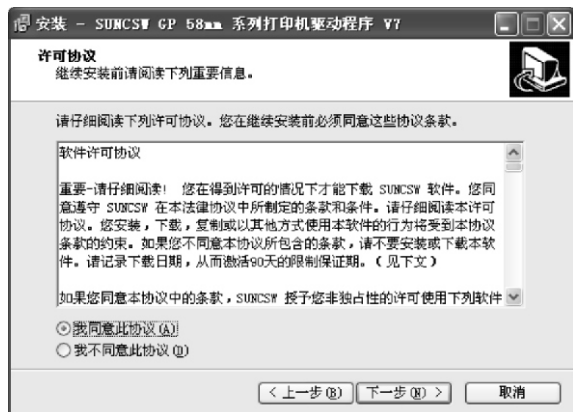 安装 - SUNCSW GP 58mm 系列打印机驱动程序 V7
许可协议
继续安装前请阅读下列重要信息。
请仔细阅读下列许可协议。您在继续安装前必须同意这些协议条款。
软件许可协议
重要-请仔细阅读! 您在得到许可的情况下才能下载 SUNCSW 软件。您同
意遵守 SUNCSW 在本法律协议中所制定的条款和条件。请仔细阅读本许可
协议。您安装，下载，复制或以其他方式使用本软件的行为将受到本协议
条款的约束。如果您不同意本协议所包含的条款，请不要安装或下载本软
件。请记录下载日期，从而激活90天的限制保证期。(见下文)
如果您同意本协议中的条款，SUNCSW 授予您非独占性的许可使用下列软件
我同意此协议(A)
我不同意此协议(D)
< 上一步(B)
下一步(N) >
取消